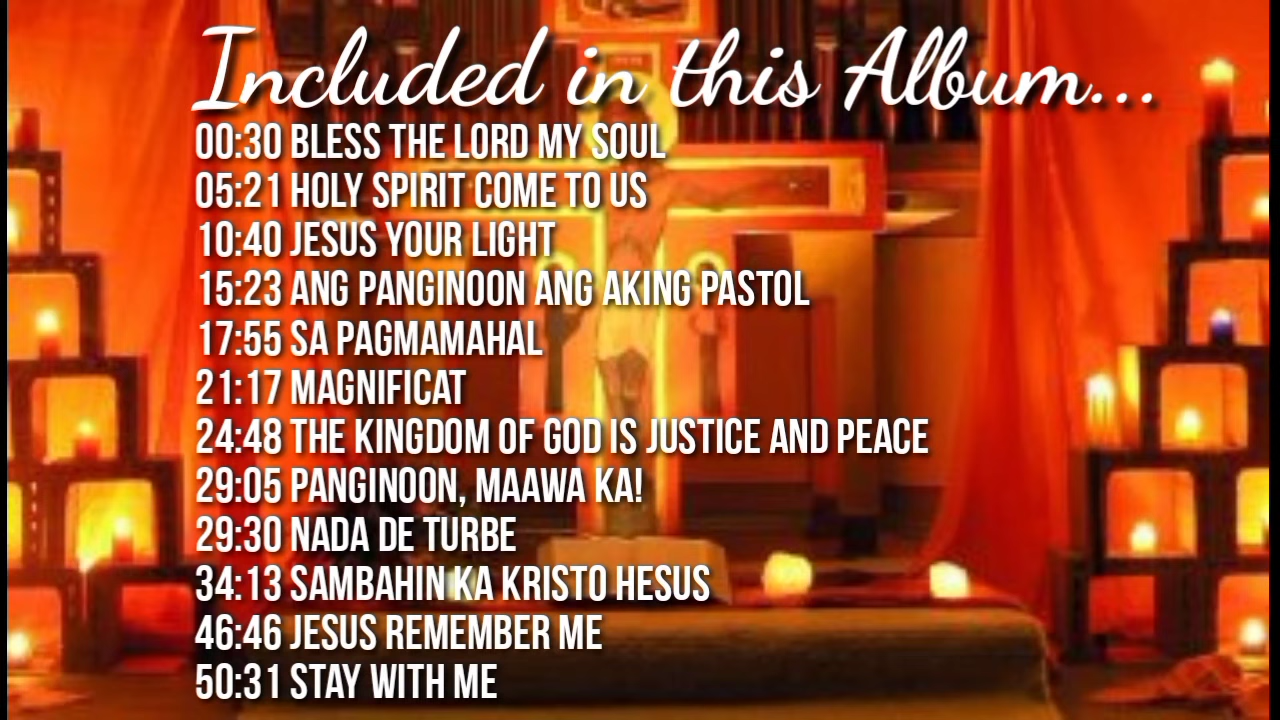 Included in this Album...
00:30 BLESS THE LORD MY SOUL
05:21 HOLY SPIRIT COME TO US
10:40 JESUS YOUR LIGHT
15:23 ANG PANGINOON ANG AKING PASTOL
17:55 SA PAGMAMAHAL
21:17 MAGNIFICAT
24:48 THE KINGDOM OF GOD IS JUSTICE AND PEACE
29:05 PANGINOON, MAAWA KA!
29:30 NADA DE TURBE
34:13 SAMBAHIN KA KRISTO HESUS
46:46 JESUS REMEMBER ME
50:31 STAY WITH ME